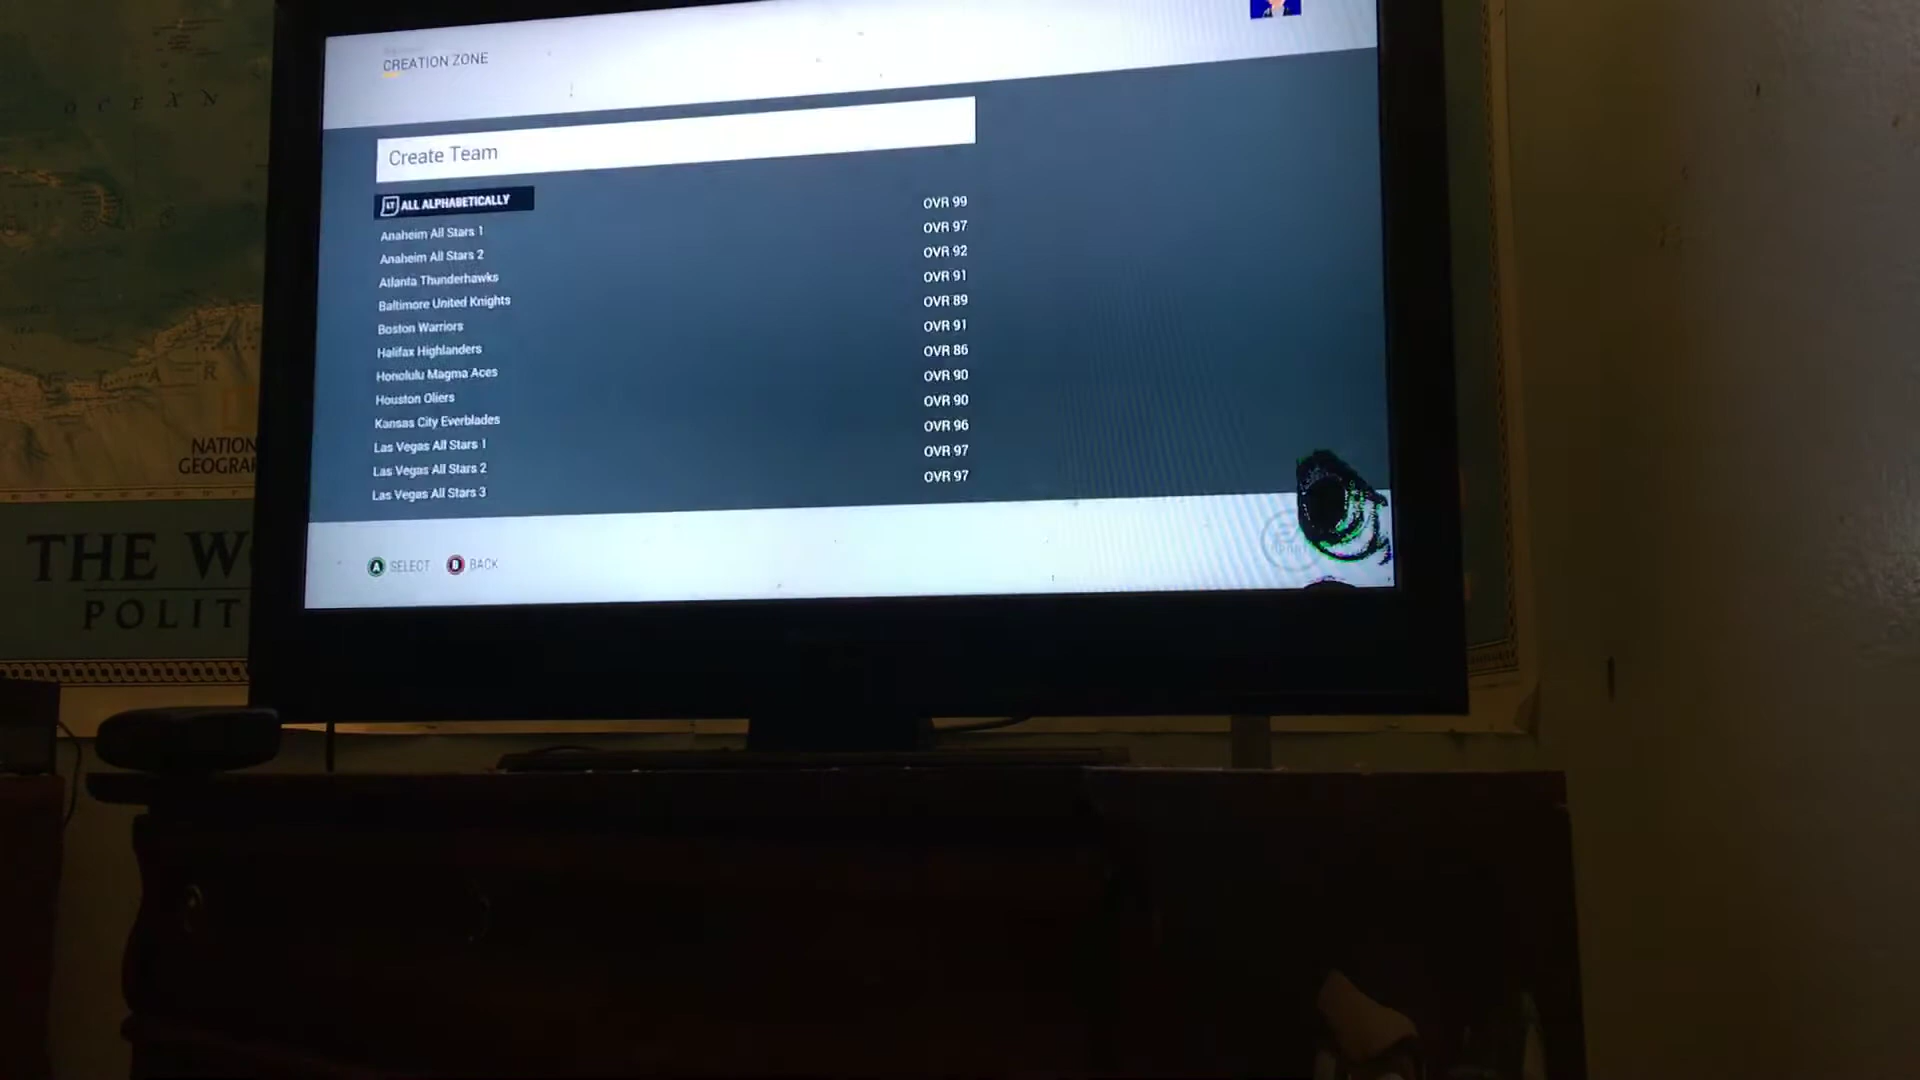 OCEAN
CREATION ZONE
Create Team
LT ALL ALPHABETICALLY
Anaheim All Stars 1 OVR 99
Anaheim All Stars 2 OVR 97
Atlanta Thunderhawks OVR 92
Baltimore United Knights OVR 91
Boston Warriors OVR 89
Halifax Highlanders OVR 91
Honolulu Magma Aces OVR 86
Houston Oliers OVR 90
Kansas City Everblades OVR 90
Las Vegas All Stars 1 OVR 96
Las Vegas All Stars 2 OVR 97
Las Vegas All Stars 3 OVR 97
A SELECT B BACK
NATION
GEOGRA
THE W
POLIT